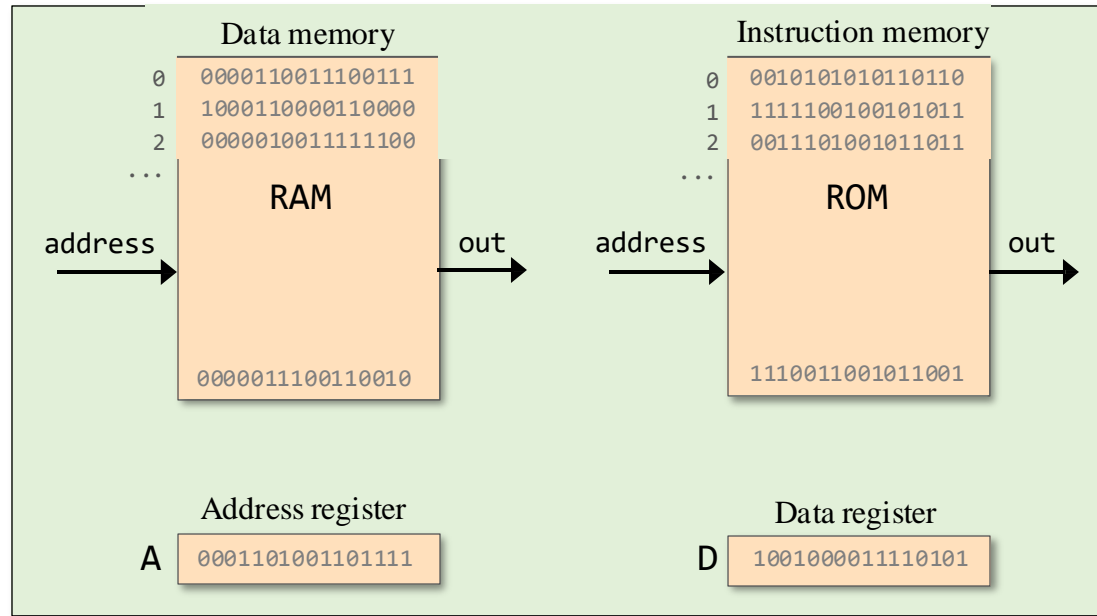 Data memory
0 0000110011100111
1 1000110000110000
2 0000010011111100
...
RAM
address
out
0000011100110010
Instruction memory
0 0010101010110110
1 1111100100101011
2 0011101001011011
...
ROM
address
out
1110011001011001
Address register
A 0001101001101111
Data register
D 1001000011110101